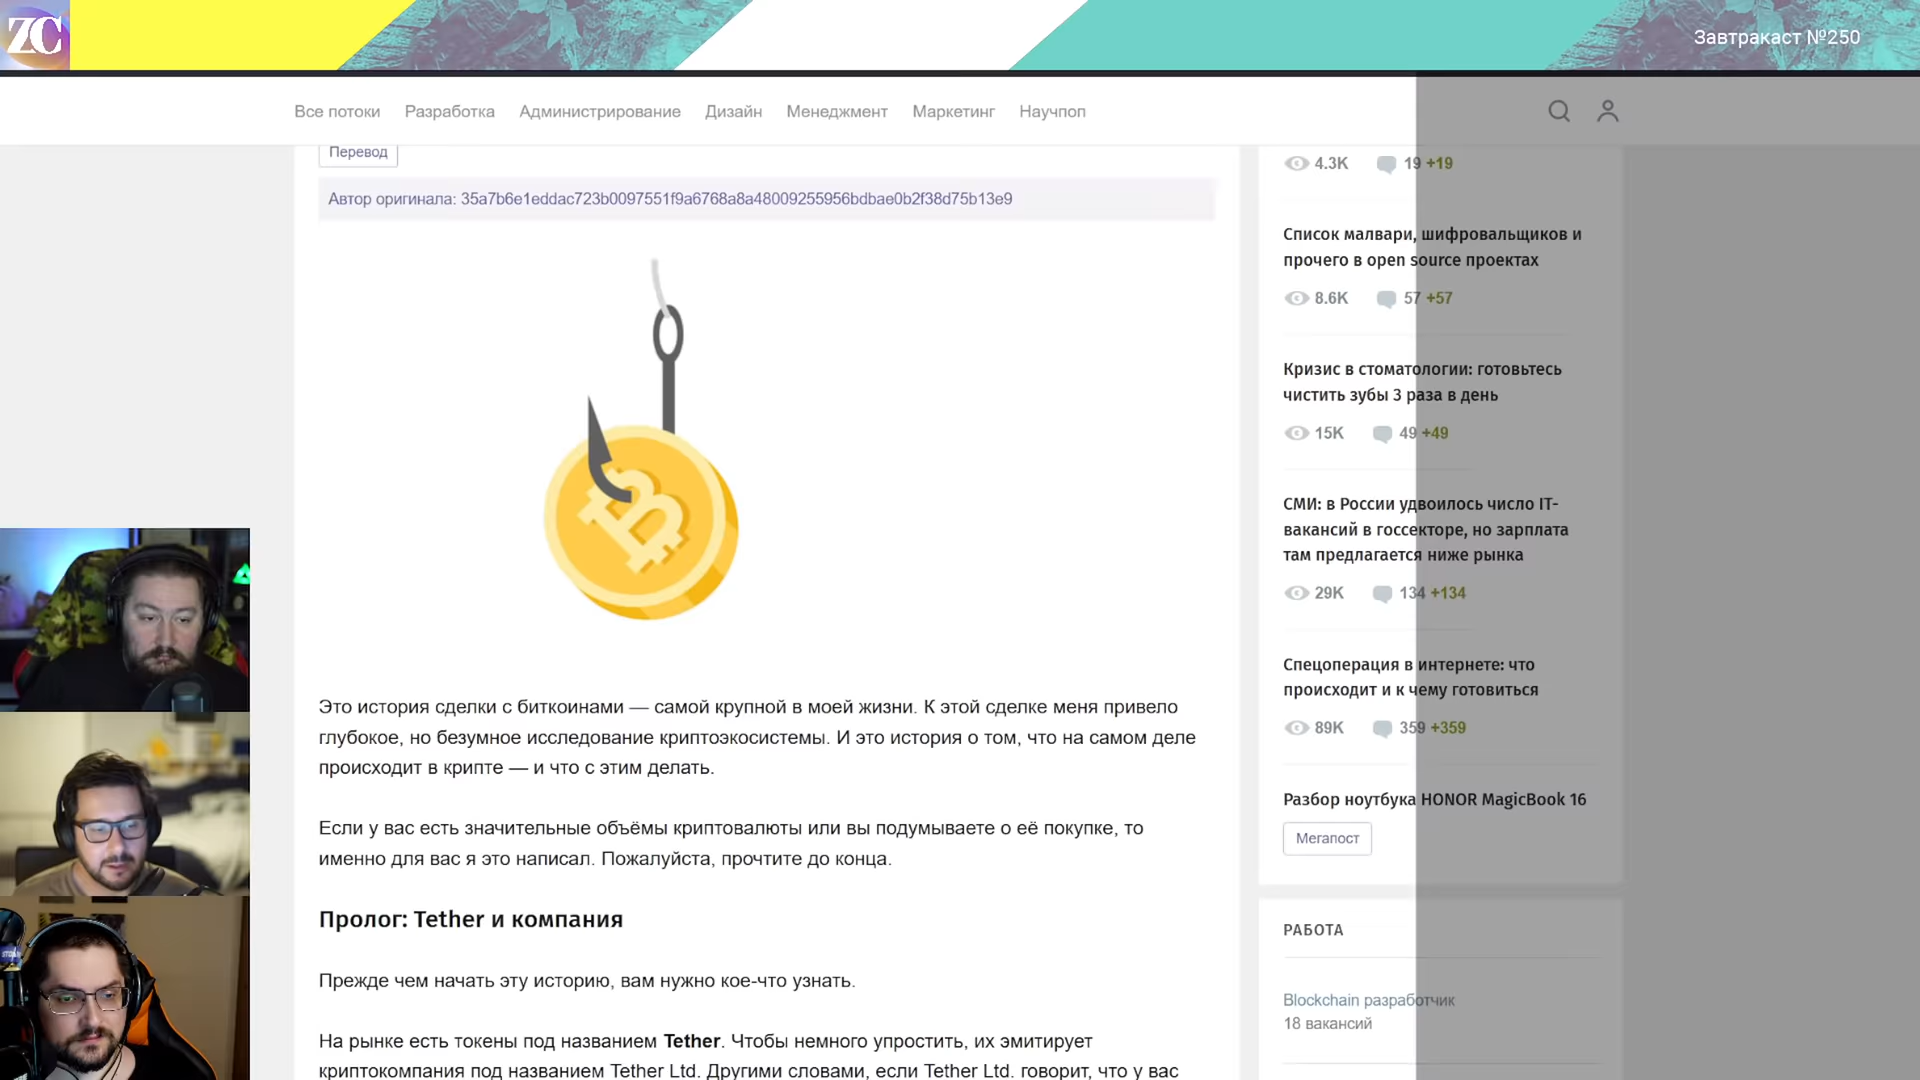 ZC
Завтракаст №250
Все потоки Разработка Администрирование Дизайн Менеджмент Маркетинг Научпоп
Перевод
Автор оригинала: 35a7b6e1eddac723b0097551f9a6768a8a48009255956bdbae0b2f38d75b13e9
Это история сделки с биткоинами — самой крупной в моей жизни. К этой сделке меня привело
глубокое, но безумное исследование криптоэкосистемы. И это история о том, что на самом деле
происходит в крипте — и что с этим делать.
Если у вас есть значительные объёмы криптовалюты или вы подумываете о её покупке, то
именно для вас я это написал. Пожалуйста, прочтите до конца.
Пролог: Tether и компания
Прежде чем начать эту историю, вам нужно кое-что узнать.
На рынке есть токены под названием Tether. Чтобы немного упростить, их эмитирует
криптокомпания под названием Tether Ltd. Другими словами, если Tether Ltd. говорит, что у вас
4.3K 19 +19
Список малвари, шифровальщиков и
прочего в open source проектах
8.6K 57 +57
Кризис в стоматологии: готовьтесь
чистить зубы 3 раза в день
15K 49 +49
СМИ: в России удвоилось число IT-
вакансий в госсекторе, но зарплата
там предлагается ниже рынка
29K 134 +134
Спецоперация в интернете: что
происходит и к чему готовиться
89K 359 +359
Разбор ноутбука HONOR MagicBook 16
Мегапост
РАБОТА
Blockchain разработчик
18 вакансий